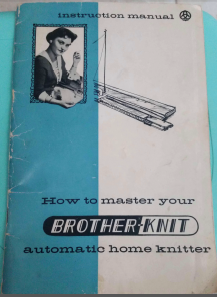 instruction manual
How to master your
BROTHER-KNIT
automatic home knitter